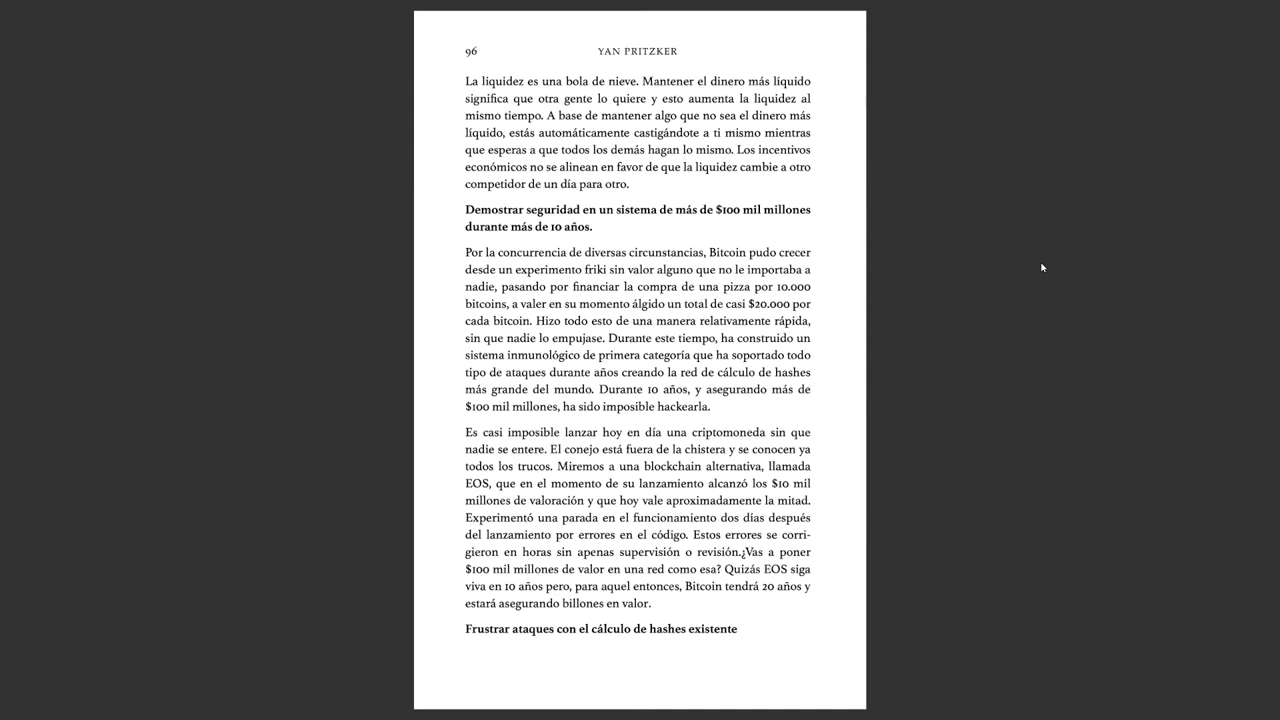 96
YAN PRITZKER
La liquidez es una bola de nieve. Mantener el dinero más líquido
significa que otra gente lo quiere y esto aumenta la liquidez al
mismo tiempo. A base de mantener algo que no sea el dinero más
líquido, estás automáticamente castigándote a ti mismo mientras
que esperas a que todos los demás hagan lo mismo. Los incentivos
económicos no se alinean en favor de que la liquidez cambie a otro
competidor de un día para otro.
Demostrar seguridad en un sistema de más de $100 mil millones
durante más de 10 años.
Por la concurrencia de diversas circunstancias, Bitcoin pudo crecer
desde un experimento friki sin valor alguno que no le importaba a
nadie, pasando por financiar la compra de una pizza por 10.000
bitcoins, a valer en su momento álgido un total de casi $20.000 por
cada bitcoin. Hizo todo esto de una manera relativamente rápida,
sin que nadie lo empujase. Durante este tiempo, ha construido un
sistema inmunológico de primera categoría que ha soportado todo
tipo de ataques durante años creando la red de cálculo de hashes
más grande del mundo. Durante 10 años, y asegurando más de
$100 mil millones, ha sido imposible hackearla.
Es casi imposible lanzar hoy en día una criptomoneda sin que
nadie se entere. El conejo está fuera de la chistera y se conocen ya
todos los trucos. Miremos a una blockchain alternativa, llamada
EOS, que en el momento de su lanzamiento alcanzó los $10 mil
millones de valoración y que hoy vale aproximadamente la mitad.
Experimentó una parada en el funcionamiento dos días después
del lanzamiento por errores en el código. Estos errores se corri-
gieron en horas sin apenas supervisión o revisión.¿Vas a poner
$100 mil millones de valor en una red como esa? Quizás EOS siga
viva en 10 años pero, para aquel entonces, Bitcoin tendrá 20 años y
estará asegurando billones en valor.
Frustrar ataques con el cálculo de hashes existente